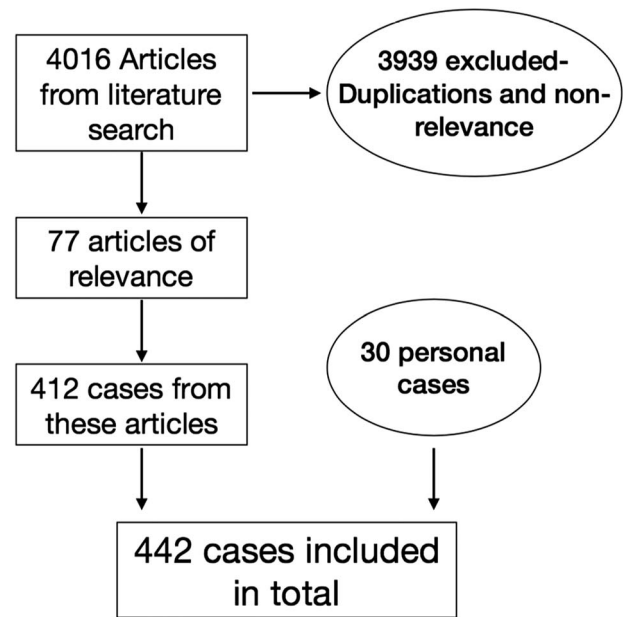 4016 Articles
from literature
search
3939 excluded-
Duplications and non-
relevance
77 articles of
relevance
30 personal
cases
412 cases from
these articles
442 cases included
in total